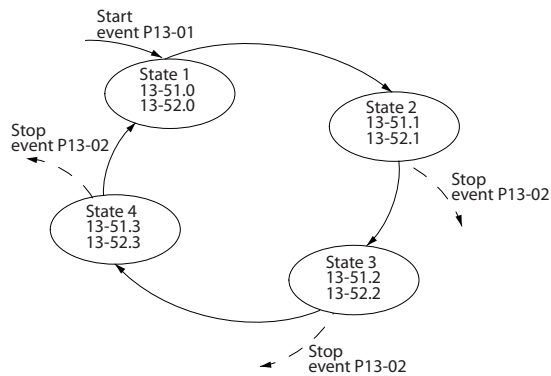 Start
event P13-01
State 1
13-51.0
13-52.0
State 2
13-51.1
13-52.1
Stop
event P13-02
Stop
event P13-02
State 4
13-51.3
13-52.3
State 3
13-51.2
13-52.2
Stop
event P13-02